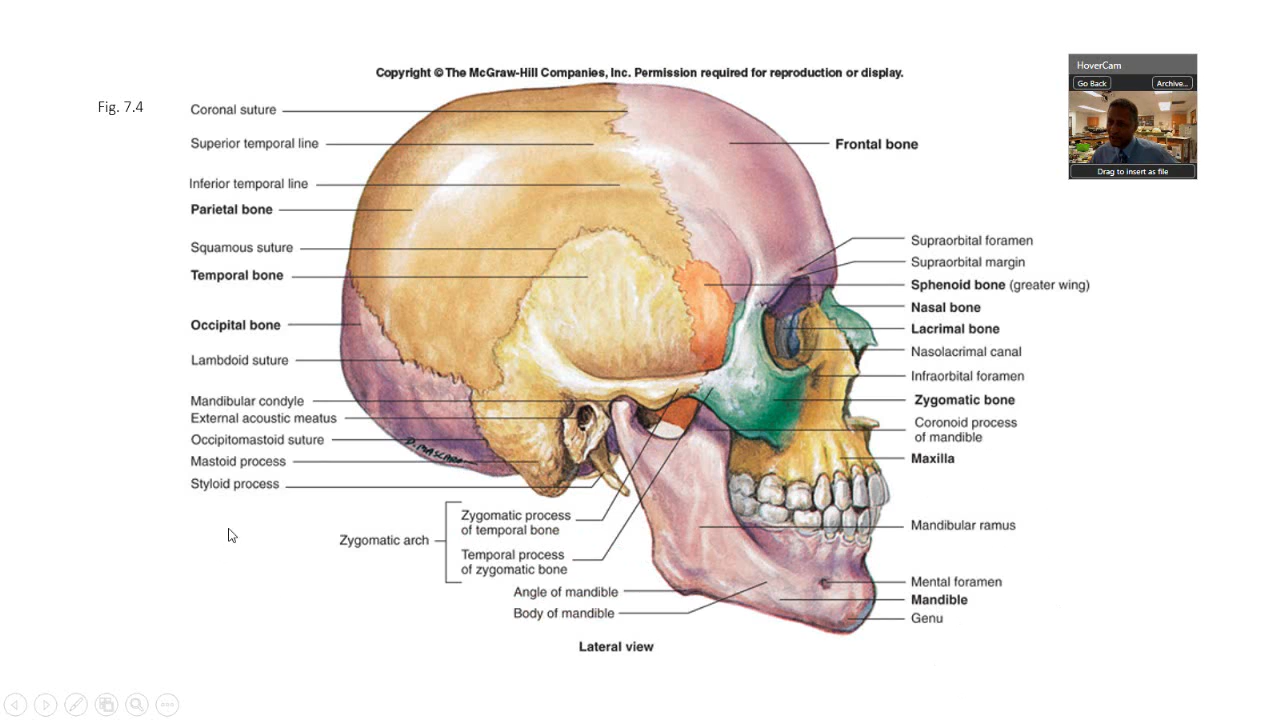 Copyright © The McGraw-Hill Companies, Inc. Permission required for reproduction or display.
Fig. 7.4
Coronal suture
Superior temporal line
Inferior temporal line
Parietal bone
Squamous suture
Temporal bone
Occipital bone
Lambdoid suture
Mandibular condyle
External acoustic meatus
Occipitomastoid suture
Mastoid process
Styloid process
Zygomatic arch
Zygomatic process
of temporal bone
Temporal process
of zygomatic bone
Angle of mandible
Body of mandible
Lateral view
D. MASCARO
HoverCam
Go Back
Archive...
Drag to insert as file
Frontal bone
Supraorbital foramen
Supraorbital margin
Sphenoid bone (greater wing)
Nasal bone
Lacrimal bone
Nasolacrimal canal
Infraorbital foramen
Zygomatic bone
Coronoid process
of mandible
Maxilla
Mandibular ramus
Mental foramen
Mandible
Genu